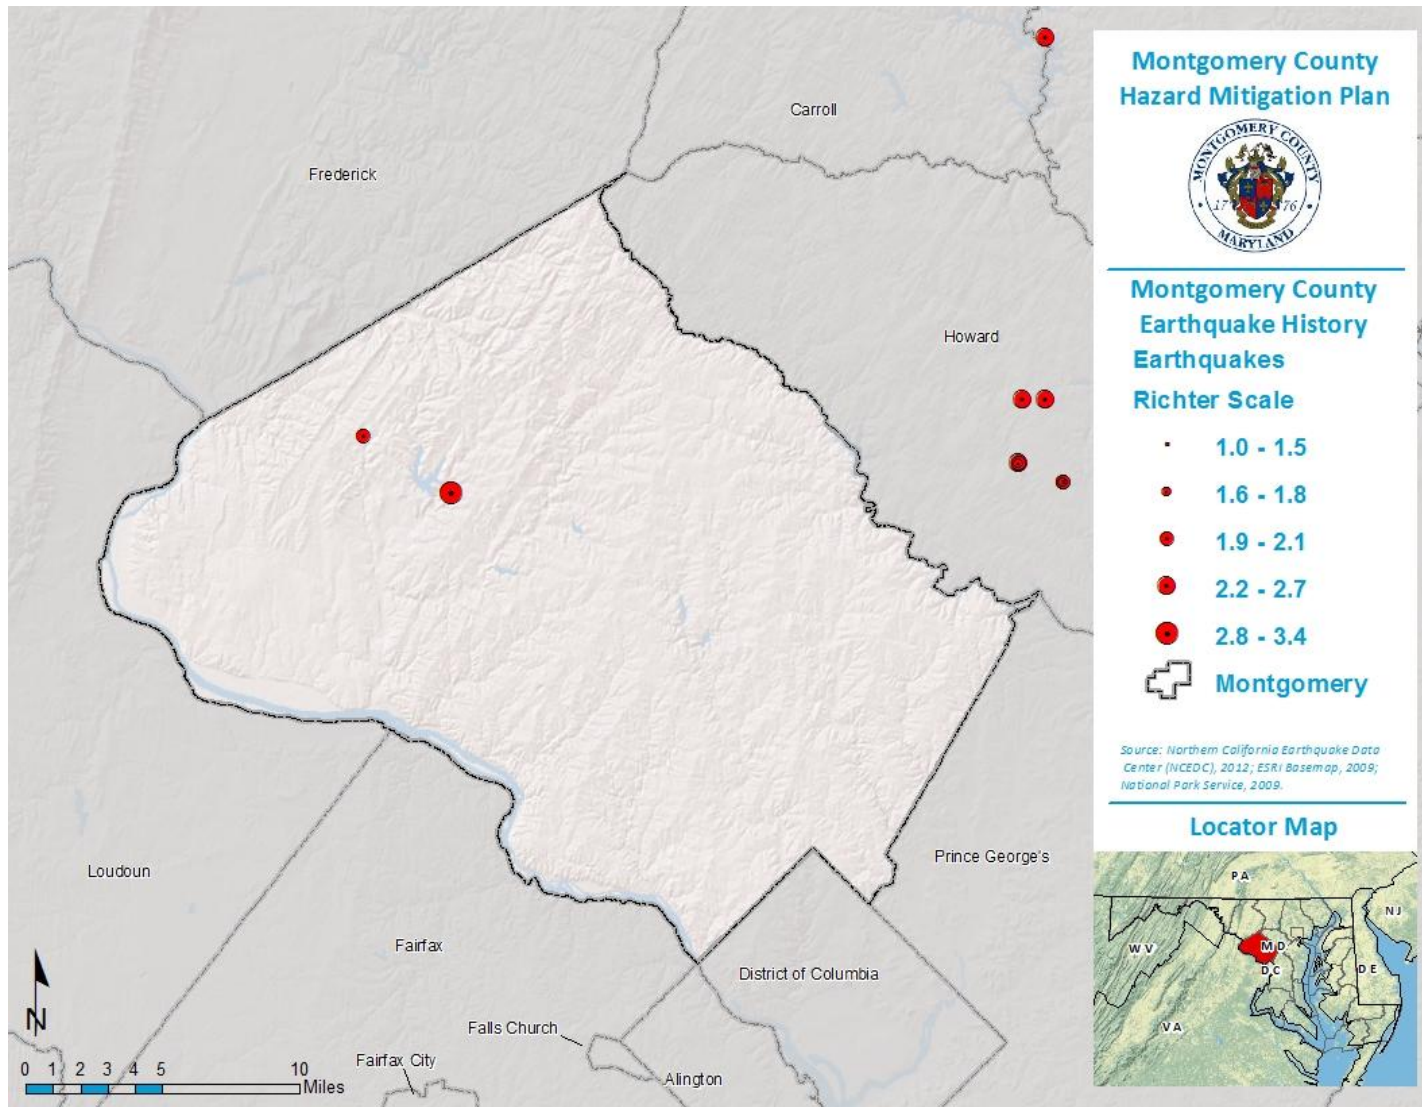 Carroll
Frederick
Howard
Loudoun
Prince George's
Fairfax
District of Columbia
Falls Church
Fairfax City
Alington
N
0 1 2 3 4 5 10
Miles
Montgomery County
Hazard Mitigation Plan
MONTGOMERY COUNTY
17 76
MARYLAND
Montgomery County
Earthquake History
Earthquakes
Richter Scale
1.0 - 1.5
1.6 - 1.8
1.9 - 2.1
2.2 - 2.7
2.8 - 3.4
Montgomery
Source: Northern California Earthquake Data
Center (NCEDC), 2012; ESRI Basemap, 2009;
National Park Service, 2009.
Locator Map
PA
NJ
WV
MD
DE
DC
VA